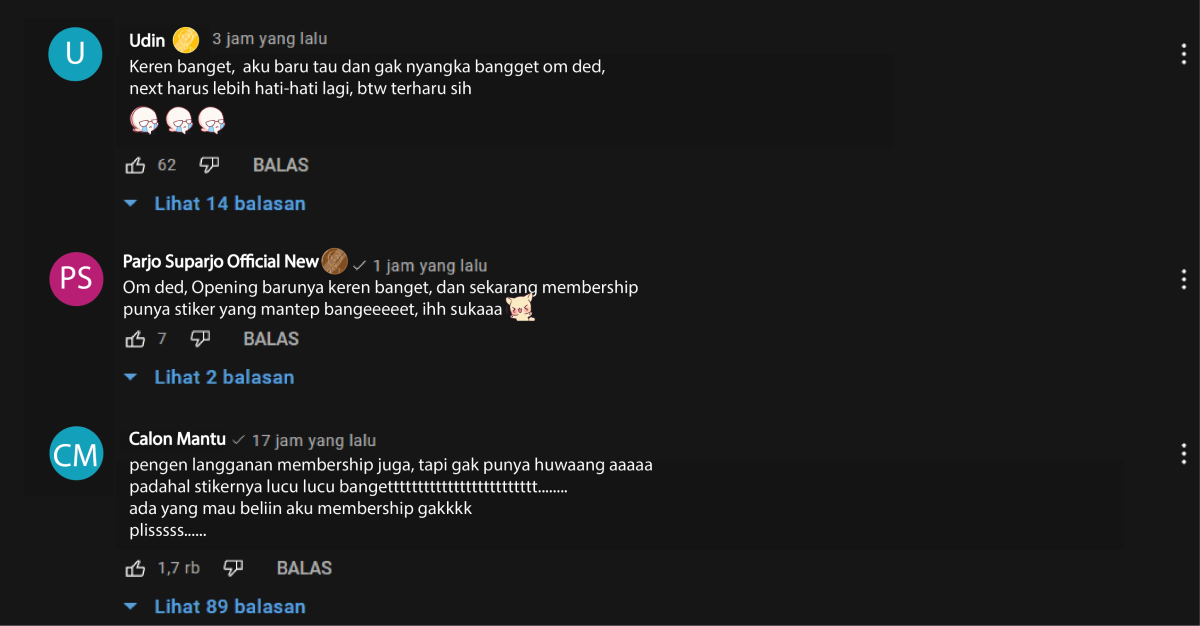 U
Udin 3 jam yang lalu
Keren banget, aku baru tau dan gak nyangka bangget om ded,
next harus lebih hati-hati lagi, btw terharu sih
62 BALAS
Lihat 14 balasan
PS
Parjo Suparjo Official New 1 jam yang lalu
Om ded, Opening barunya keren banget, dan sekarang membership
punya stiker yang mantep bangeeeeet, ihh sukaaa
7 BALAS
Lihat 2 balasan
CM
Calon Mantu 17 jam yang lalu
pengen langganan membership juga, tapi gak punya huwaang aaaaa
padahal stikernya lucu lucu bangetttttttttttttttttttttttttt........
ada yang mau beliin aku membership gakkkk
plisssss......
1,7 rb BALAS
Lihat 89 balasan